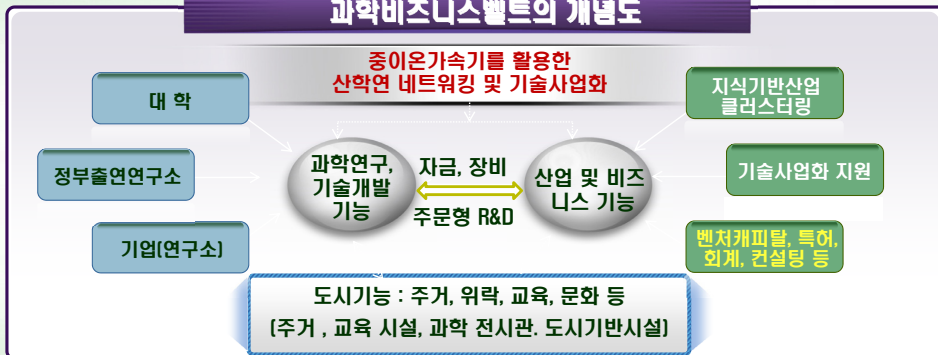 과학비즈니스벨트의 개념도
중이온가속기를 활용한
산학연 네트워킹 및 기술사업화
대 학
정부출연연구소
기업(연구소)
과학연구,
기술개발
기능
자금, 장비
주문형 R&D
산업 및 비즈
니스 기능
지식기반산업
클러스터링
기술사업화 지원
벤처캐피탈, 특허,
회계, 컨설팅 등
도시기능 : 주거, 위락, 교육, 문화 등
(주거 , 교육 시설, 과학 전시관. 도시기반시설)